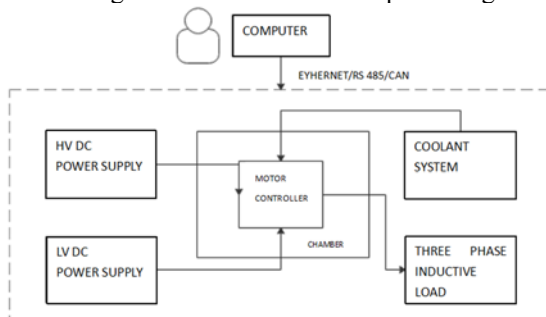 COMPUTER
EYHERNET/RS 485/CAN
HV DC
POWER SUPPLY
MOTOR
CONTROLLER
COOLANT
SYSTEM
LV DC
POWER SUPPLY
CHAMBER
THREE PHASE
INDUCTIVE
LOAD